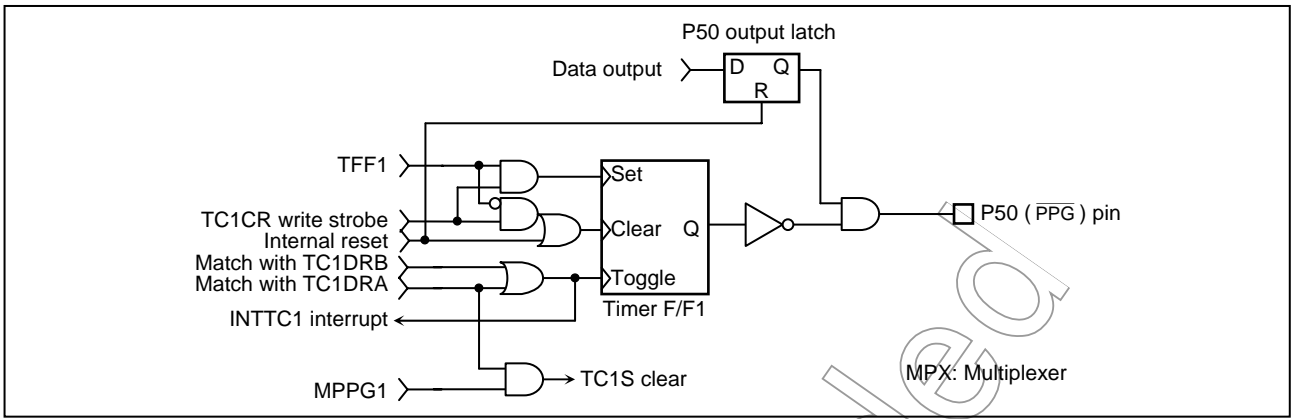 P50 output latch
Data output
D Q
R
TFF1
Set
TC1CR write strobe
Clear Q
P50 ( PPG ) pin
Internal reset
Match with TC1DRB
Match with TC1DRA
Toggle
INTTC1 interrupt
Timer F/F1
TC1S clear
MPX: Multiplexer
MPPG1